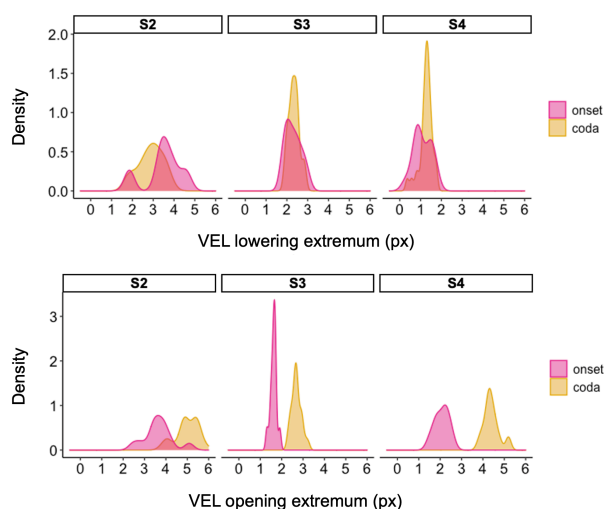 S2 S3 S4
2.0
1.5
1.0
0.5
0.0
Density
0 1 2 3 4 5 6 0 1 2 3 4 5 6 0 1 2 3 4 5 6
VEL lowering extremum (px)
onset
coda
S2 S3 S4
3
2
1
0
Density
0 1 2 3 4 5 6 0 1 2 3 4 5 6 0 1 2 3 4 5 6
VEL opening extremum (px)
onset
coda